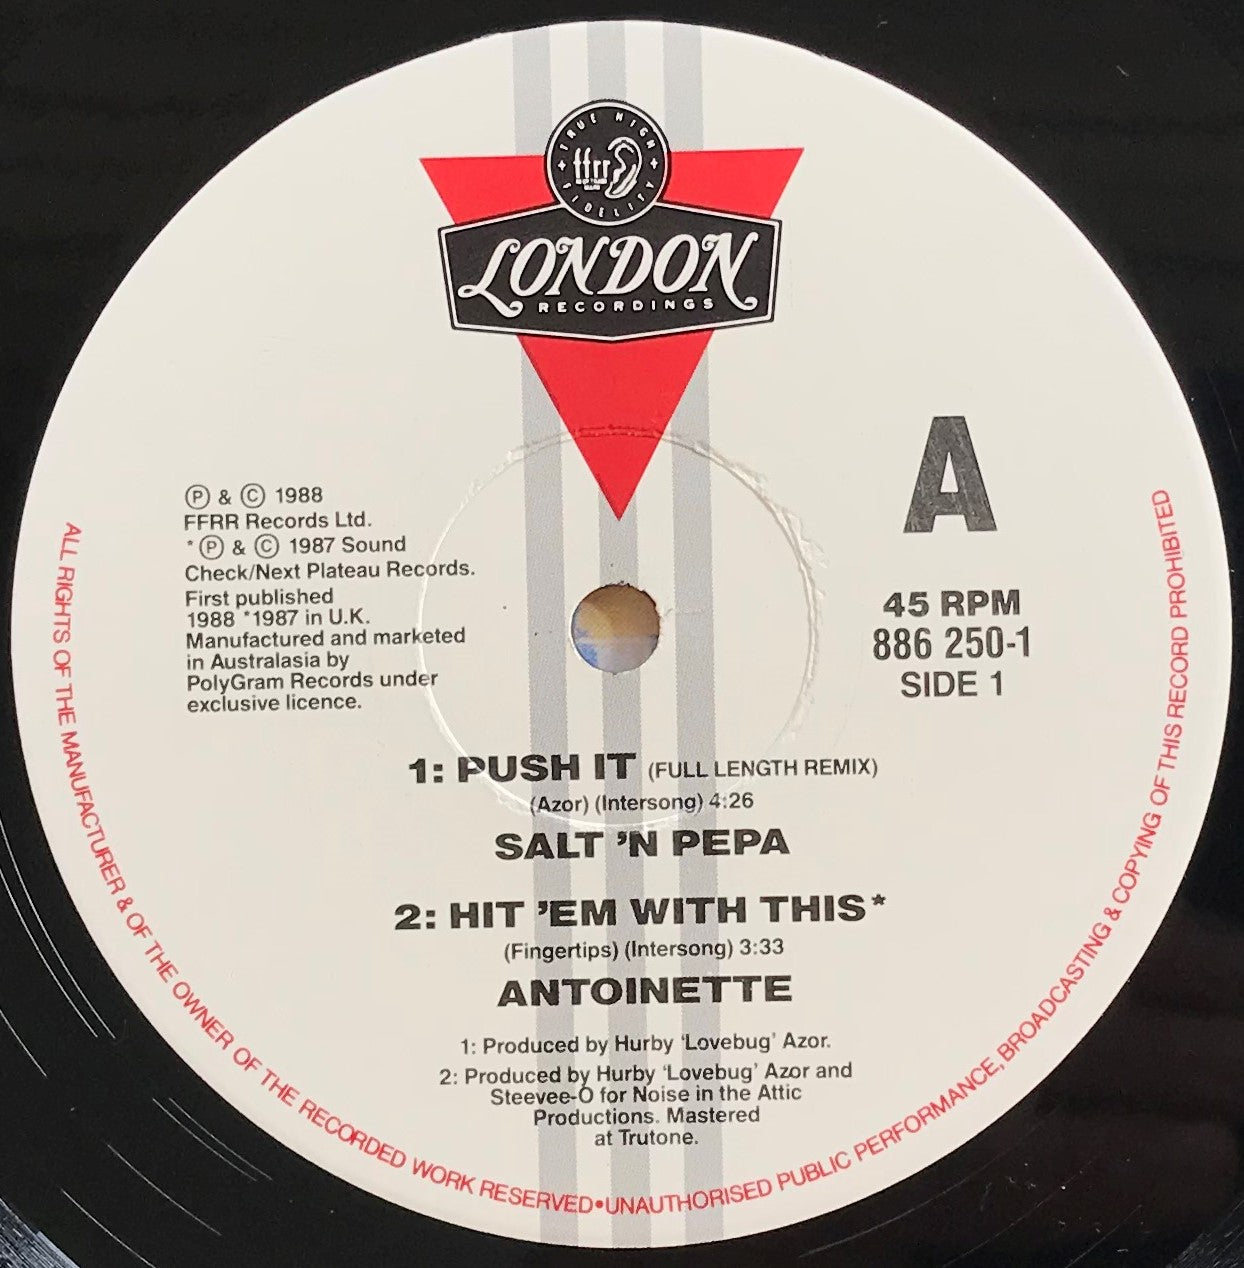 TRUE HIGH
ffrr
FIDELITY
LONDON
RECORDINGS
A
45 RPM
886 250-1
SIDE 1
Ⓟ & © 1988
FFRR Records Ltd.
*Ⓟ & © 1987 Sound
Check/Next Plateau Records.
First published
1988 *1987 in U.K.
Manufactured and marketed
in Australasia by
PolyGram Records under
exclusive licence.
1: PUSH IT (FULL LENGTH REMIX)
(Azor) (Intersong) 4:26
SALT 'N PEPA
2: HIT 'EM WITH THIS*
(Fingertips) (Intersong) 3:33
ANTOINETTE
1: Produced by Hurby 'Lovebug' Azor.
2: Produced by Hurby 'Lovebug' Azor and
Steevee-O for Noise in the Attic
Productions. Mastered
at Trutone.
ALL RIGHTS OF THE MANUFACTURER & OF THE OWNER OF THE RECORDED WORK RESERVED•UNAUTHORISED PUBLIC PERFORMANCE, BROADCASTING & COPYING OF THIS RECORD PROHIBITED